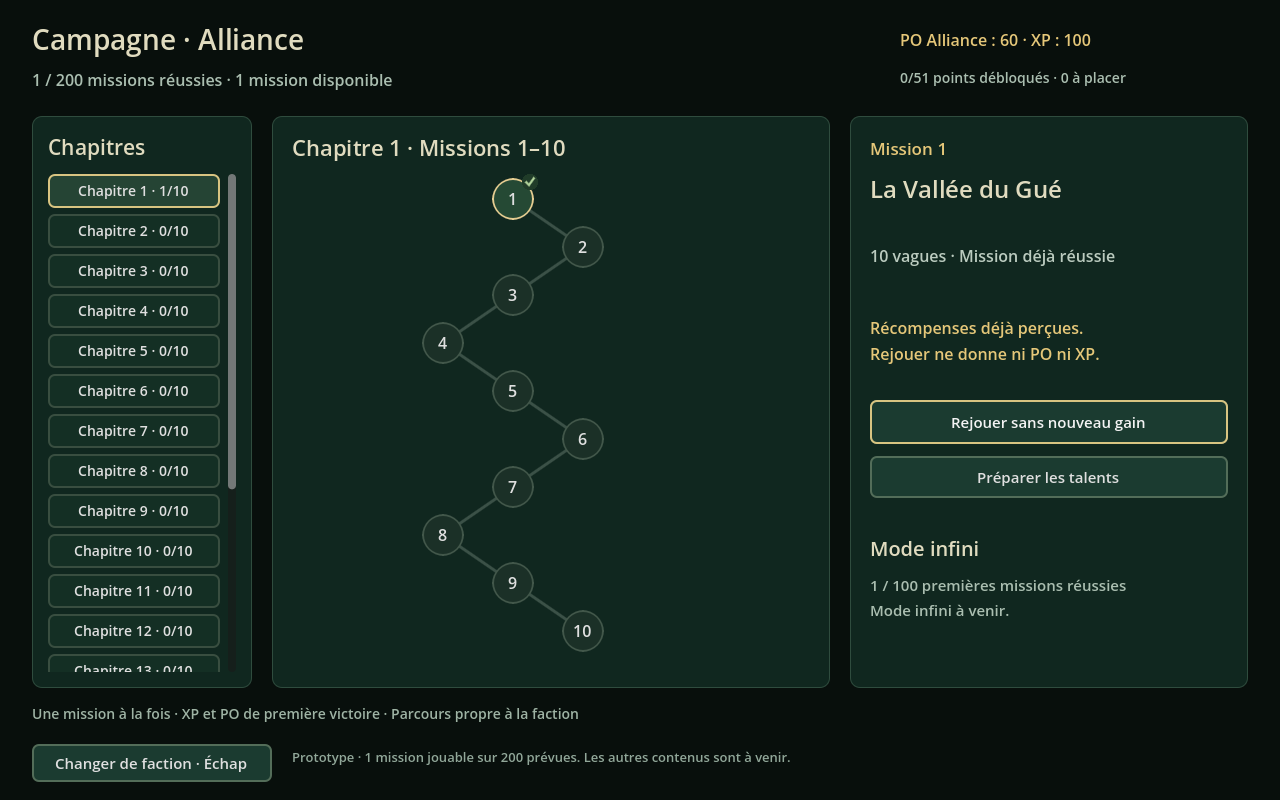 Campagne · Alliance
PO Alliance : 60 · XP : 100
1 / 200 missions réussies · 1 mission disponible
0/51 points débloqués · 0 à placer
Chapitres
Chapitre 1 · 1/10
Chapitre 2 · 0/10
Chapitre 3 · 0/10
Chapitre 4 · 0/10
Chapitre 5 · 0/10
Chapitre 6 · 0/10
Chapitre 7 · 0/10
Chapitre 8 · 0/10
Chapitre 9 · 0/10
Chapitre 10 · 0/10
Chapitre 11 · 0/10
Chapitre 12 · 0/10
Chapitre 13 · 0/10
Chapitre 1 · Missions 1–10
1
2
3
4
5
6
7
8
9
10
Mission 1
La Vallée du Gué
10 vagues · Mission déjà réussie
Récompenses déjà perçues.
Rejouer ne donne ni PO ni XP.
Rejouer sans nouveau gain
Préparer les talents
Mode infini
1 / 100 premières missions réussies
Mode infini à venir.
Une mission à la fois · XP et PO de première victoire · Parcours propre à la faction
Changer de faction · Échap
Prototype · 1 mission jouable sur 200 prévues. Les autres contenus sont à venir.